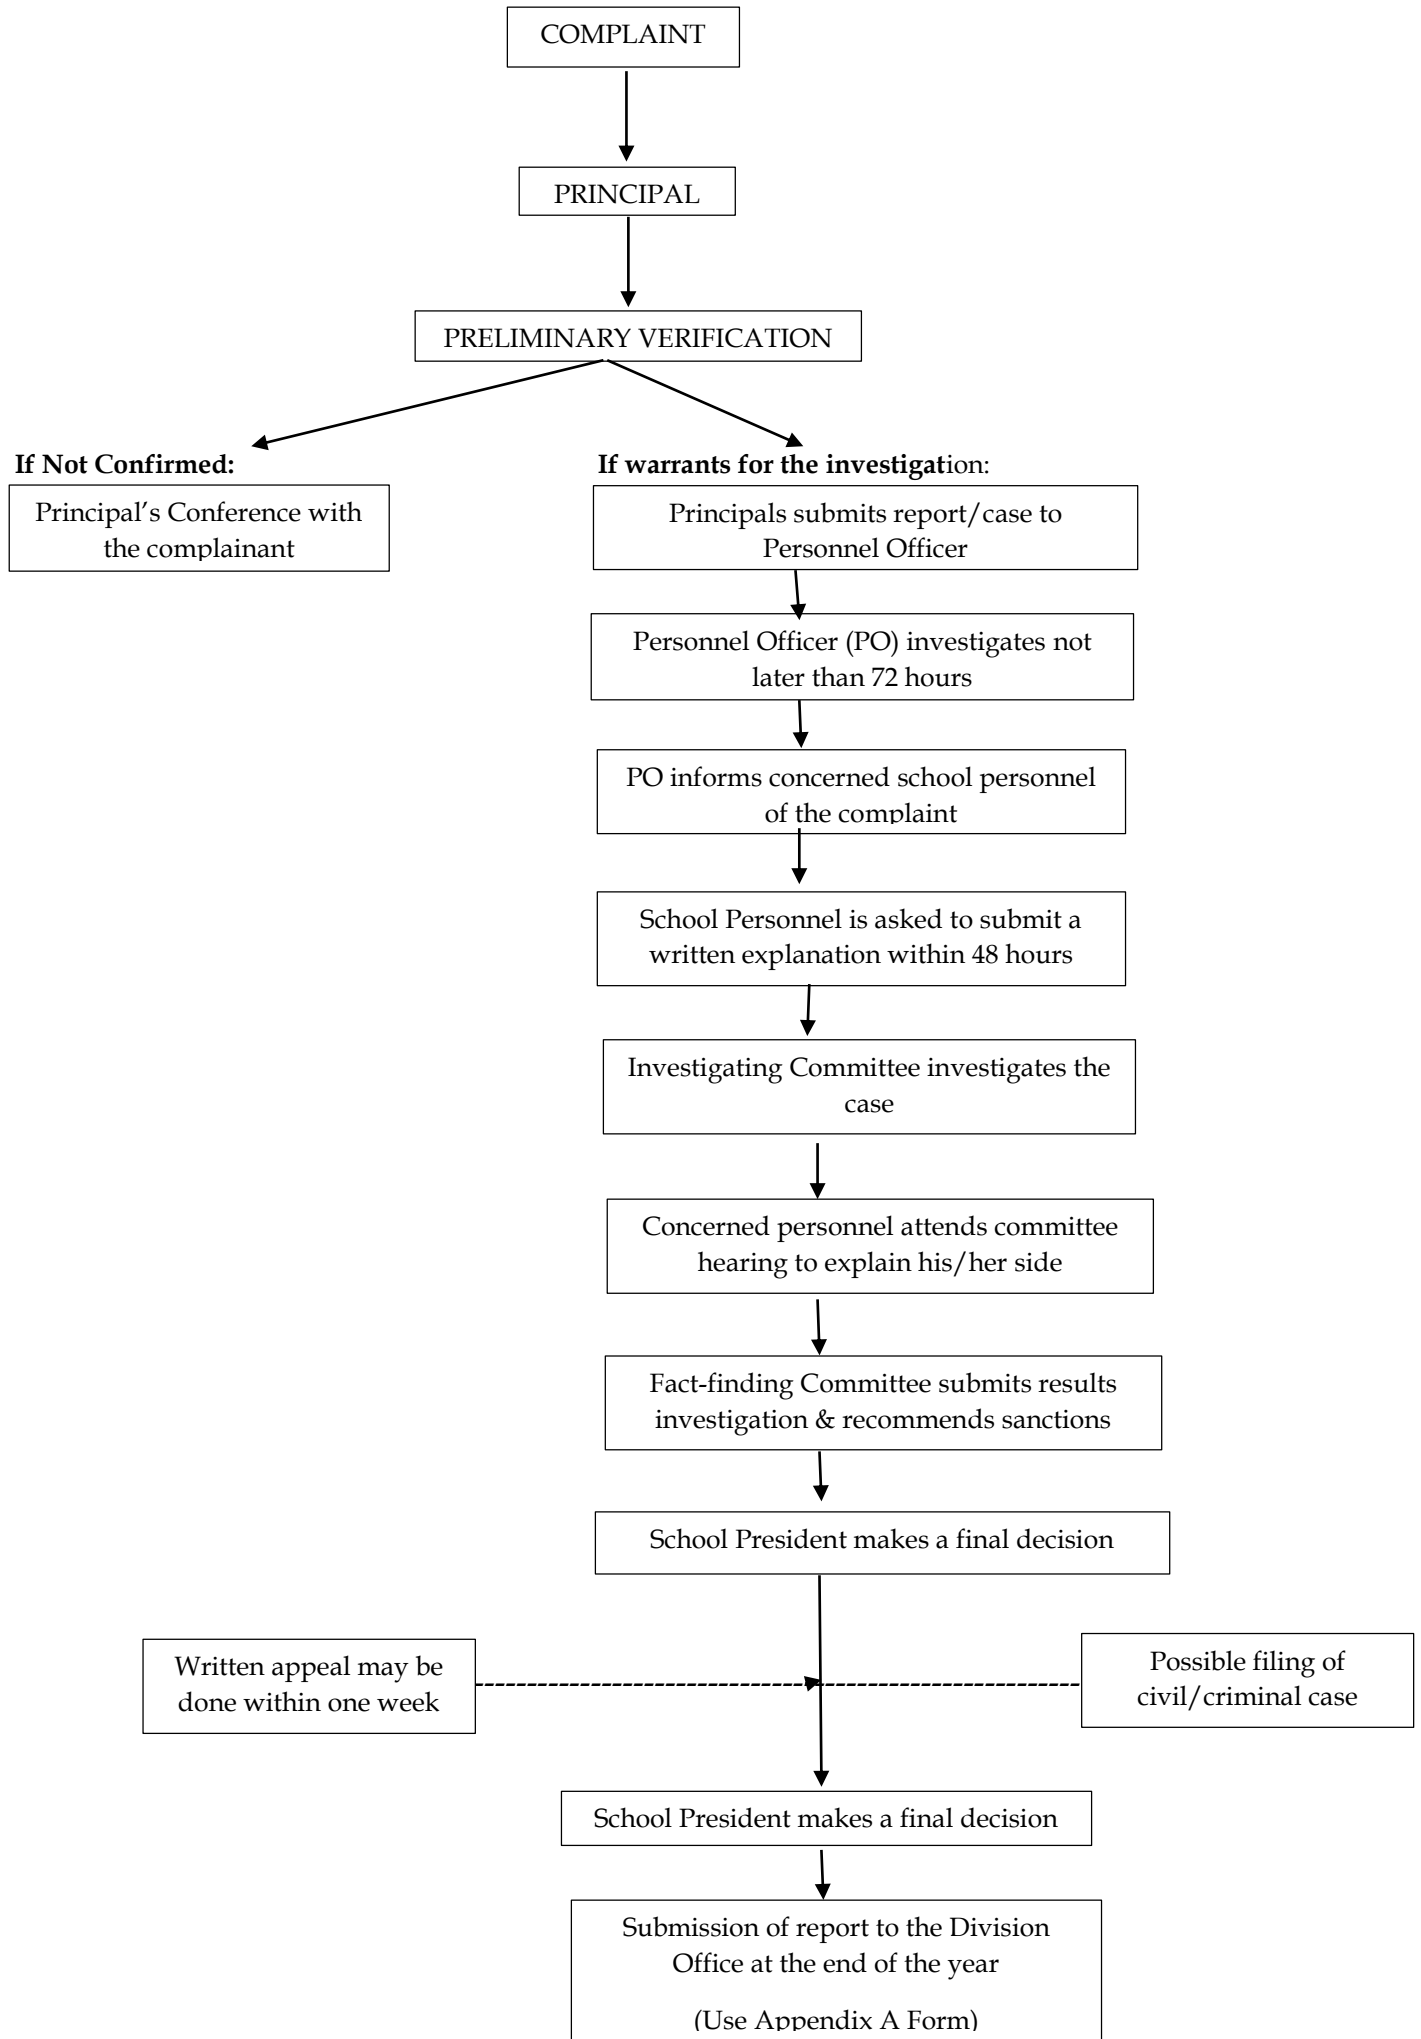 COMPLAINT
PRINCIPAL
PRELIMINARY VERIFICATION
If Not Confirmed:
Principal’s Conference with
the complainant
If warrants for the investigation:
Principals submits report/case to
Personnel Officer
Personnel Officer (PO) investigates not
later than 72 hours
PO informs concerned school personnel
of the complaint
School Personnel is asked to submit a
written explanation within 48 hours
Investigating Committee investigates the
case
Concerned personnel attends committee
hearing to explain his/her side
Fact-finding Committee submits results
investigation & recommends sanctions
School President makes a final decision
Written appeal may be
done within one week
Possible filing of
civil/criminal case
School President makes a final decision
Submission of report to the Division
Office at the end of the year
(Use Appendix A Form)